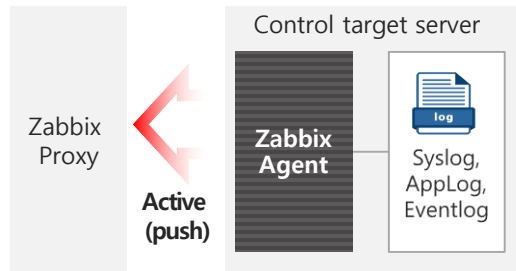 Control target server
Zabbix
Proxy
Active
(push)
Zabbix
Agent
log
Syslog,
AppLog,
Eventlog